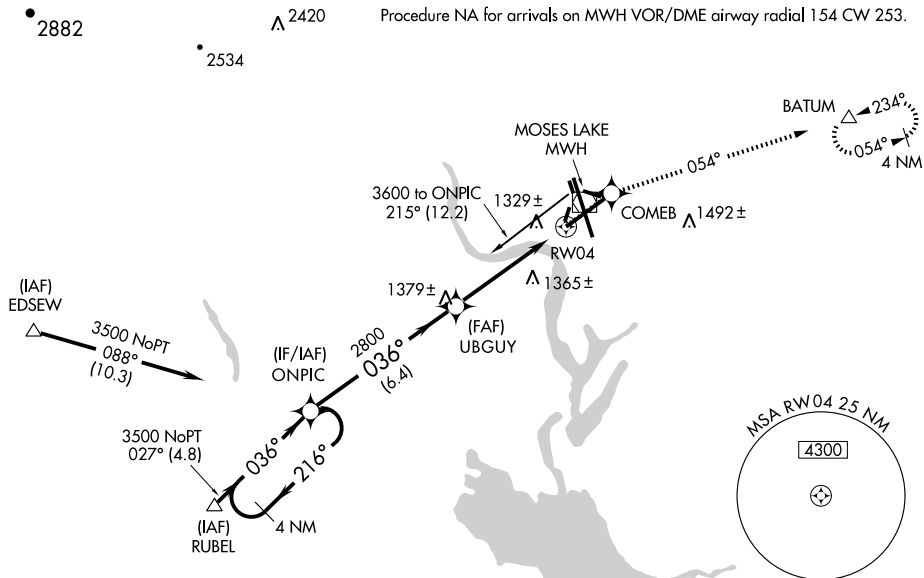 Procedure NA for arrivals on MWH VOR/DME airway radial 154 CW 253.
2882
2420
2534
BATUM
234°
054°
4 NM
MOSES LAKE
MWH
054°
3600 to ONPIC
215° (12.2)
1329±
COMEB
1492±
RW04
1365±
1379±
(FAF)
UBGUY
(IAF)
EDSEW
3500 NoPT
088°
(10.3)
(IF/IAF)
ONPIC
2800
036°
(6.4)
3500 NoPT
027° (4.8)
036°
216°
4 NM
(IAF)
RUBEL
MSA RW04 25 NM
4300